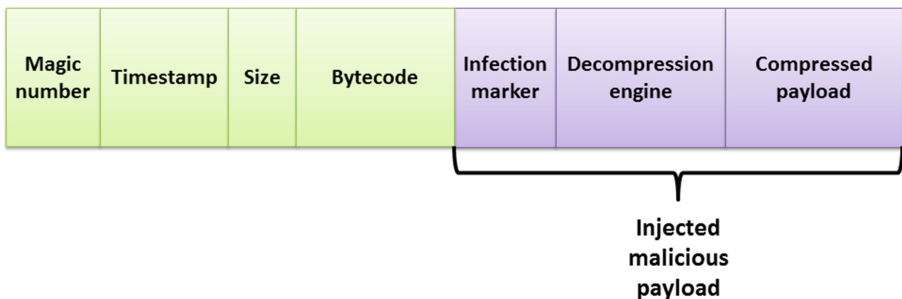 Magic
number
Timestamp
Size
Bytecode
Infection
marker
Decompression
engine
Compressed
payload
Injected
malicious
payload